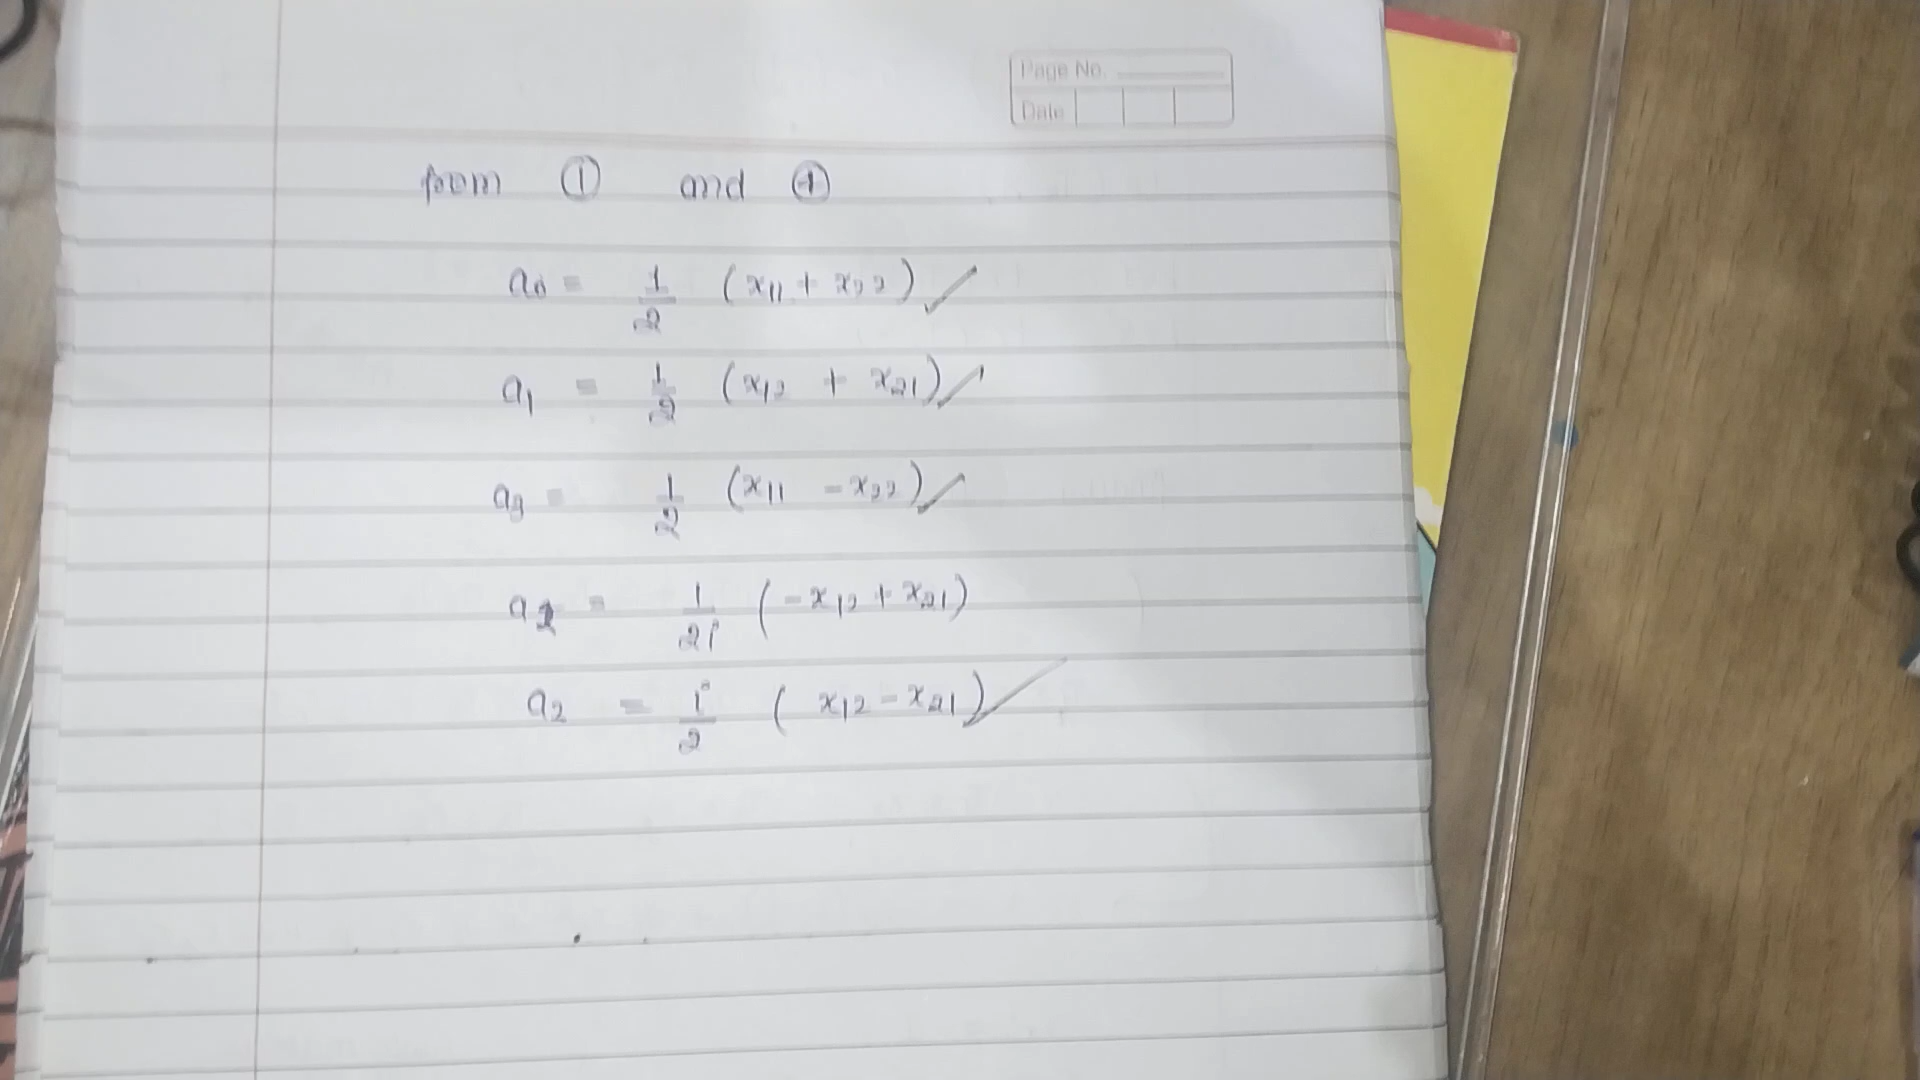 Page No.
Date
from ① and ④
a₀ = 1/2 (x₁₁ + x₂₂)
a₁ = 1/2 (x₁₂ + x₂₁)
a₃ = 1/2 (x₁₁ - x₂₂)
a₂ = 1/2i (-x₁₂ + x₂₁)
a₂ = i/2 (x₁₂ - x₂₁)